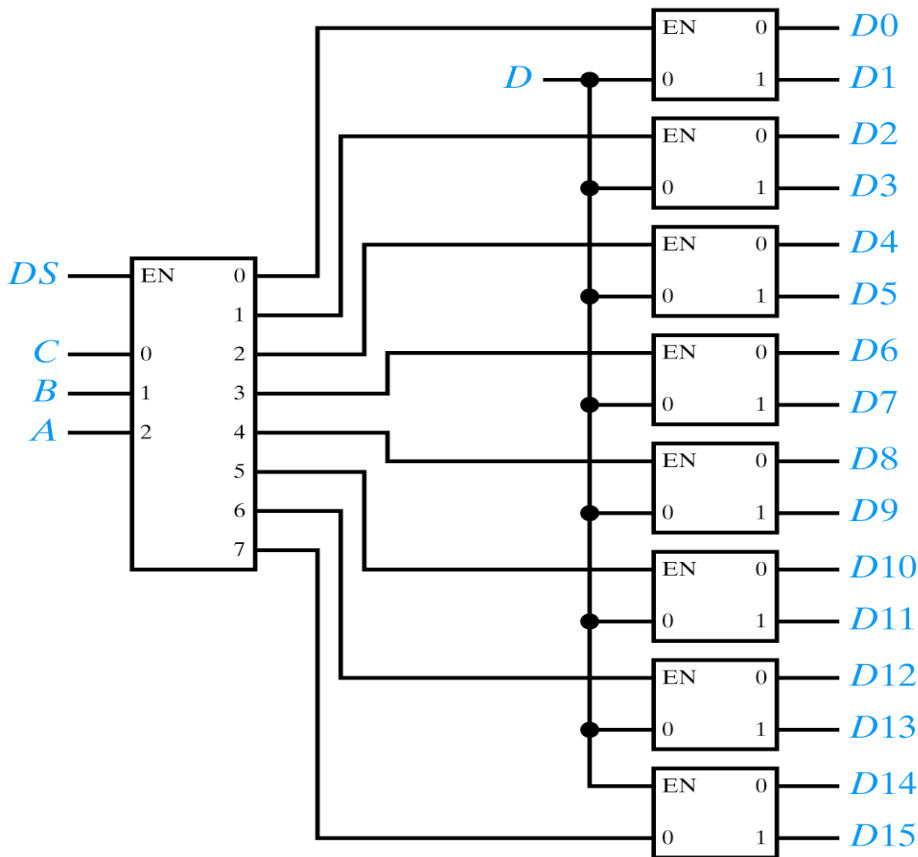 EN 0 D0
D 0 1 D1
EN 0 D2
0 1 D3
EN 0 D4
DS EN 0
0 1 D5
1
C 0 2
EN 0 D6
B 1 3
0 1 D7
A 2 4
EN 0 D8
5
6
0 1 D9
7
EN 0 D10
0 1 D11
EN 0 D12
0 1 D13
EN 0 D14
0 1 D15